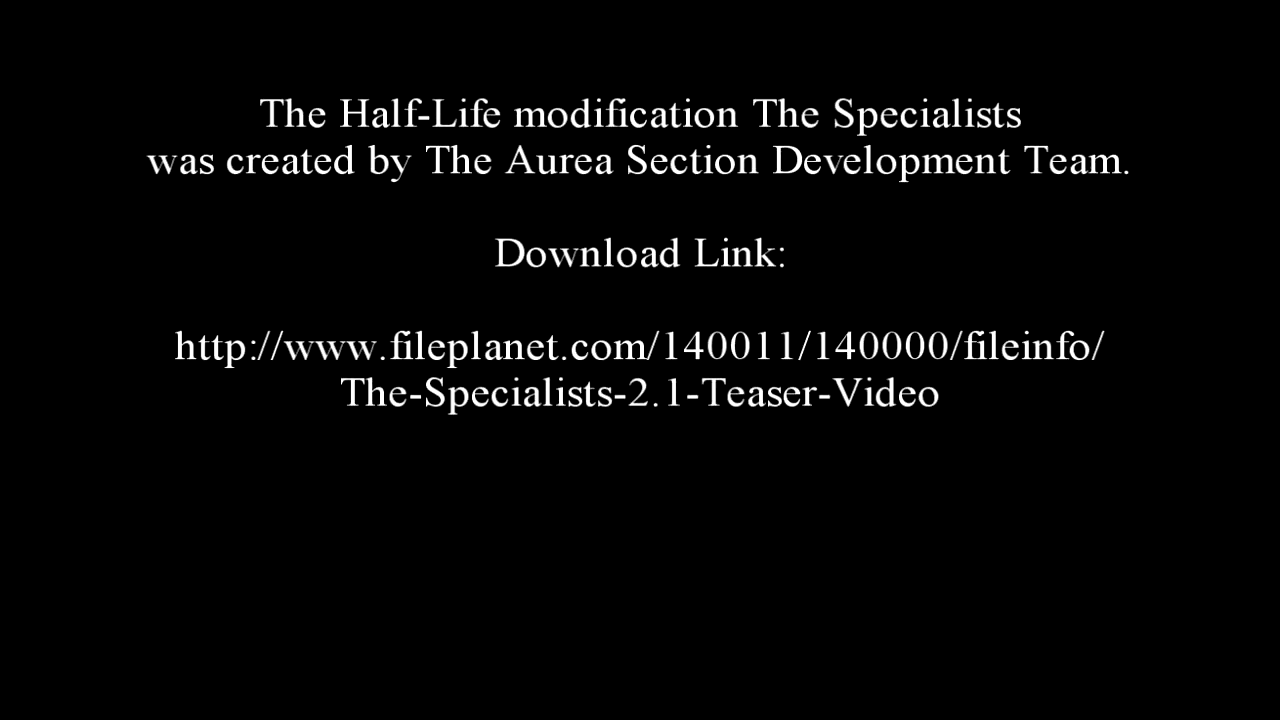 The Half-Life modification The Specialists
was created by The Aurea Section Development Team.
Download Link:
http://www.fileplanet.com/140011/140000/fileinfo/
The-Specialists-2.1-Teaser-Video